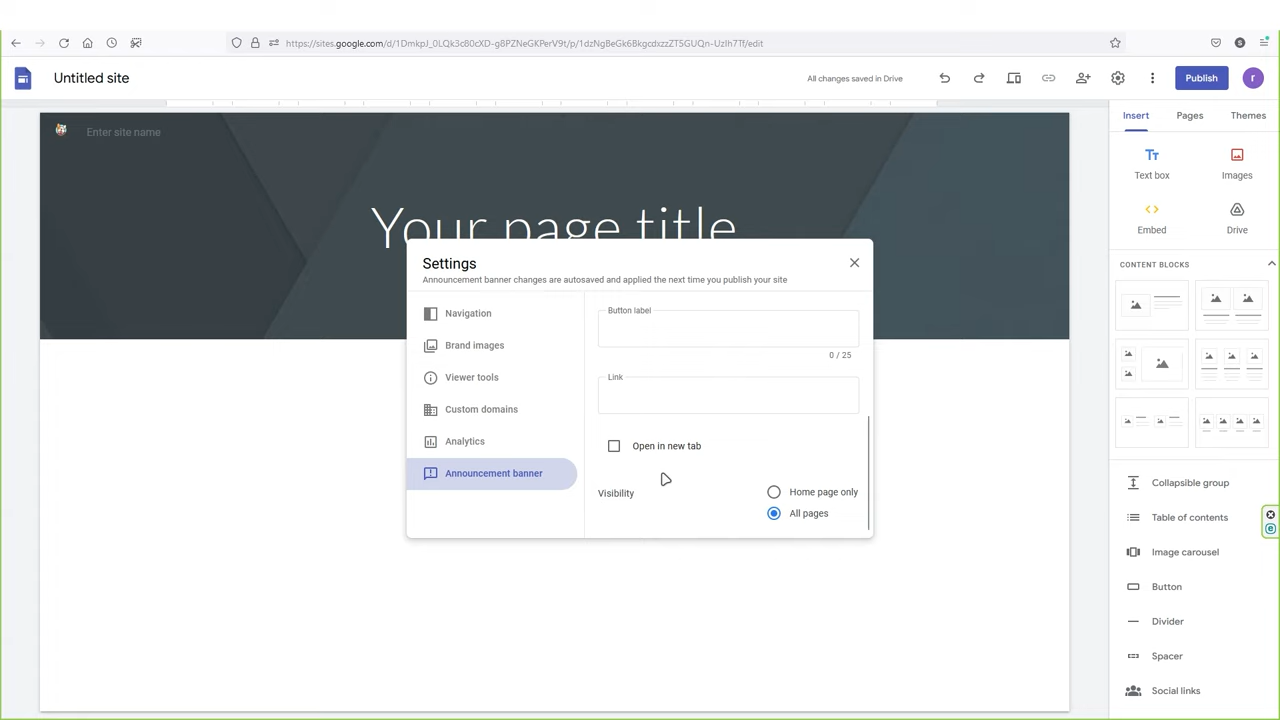 https://sites.google.com/d/1DmkpJ_0LQk3c80cXD-g8PZNeGKPerV9t/p/1dzNgBeGk6BkgcdxzzZT5GUQn-UzIh7Tf/edit
S
Untitled site
All changes saved in Drive
Publish
r
Enter site name
Your page title
Insert
Pages
Themes
Tт Text box
Images
Embed
Drive
CONTENT BLOCKS
Settings
Announcement banner changes are autosaved and applied the next time you publish your site
Navigation
Brand images
Viewer tools
Custom domains
Analytics
Announcement banner
Button label
0 / 25
Link
Open in new tab
Visibility
Home page only
All pages
Collapsible group
Table of contents
Image carousel
Button
Divider
Spacer
Social links